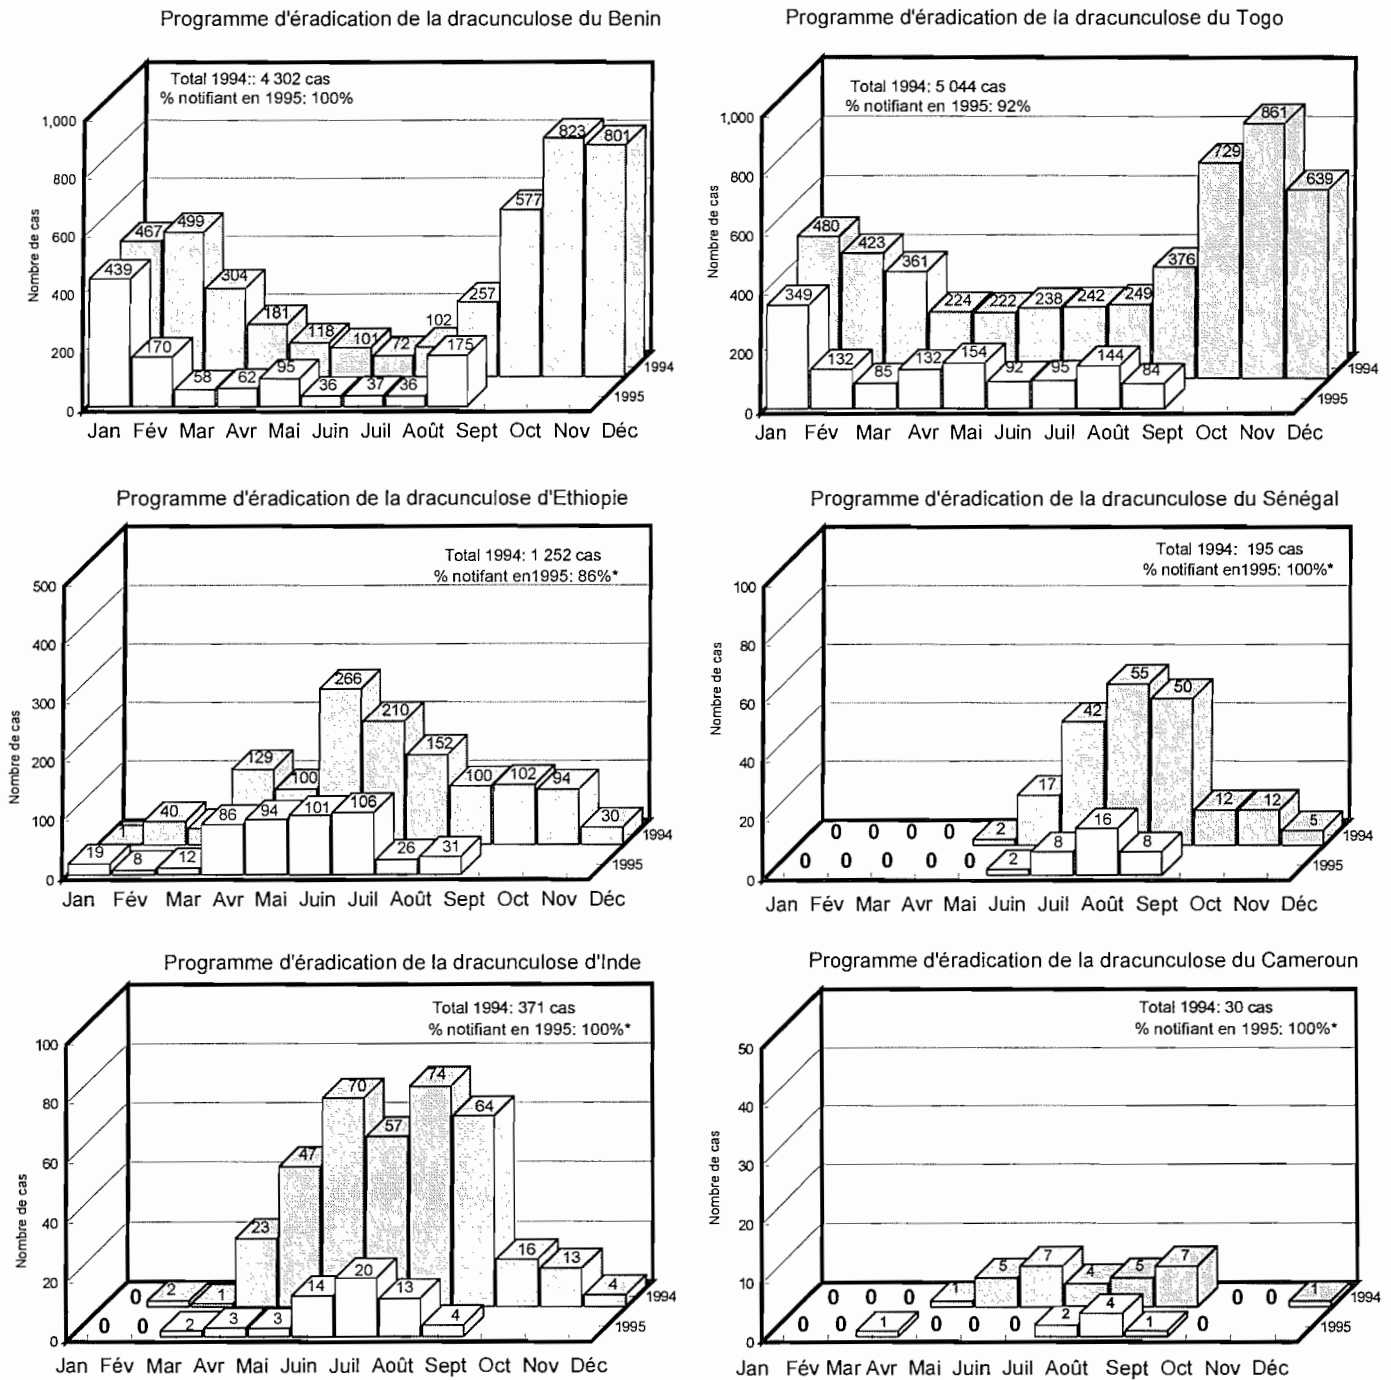 Programme d'éradication de la dracunculose du Benin
Total 1994:: 4 302 cas
% notifiant en 1995: 100%
Nombre de cas
1,000
800
600
400
200
0
467 499 304 181 118 101 72 102 257 577 823 801
439 170 58 62 95 36 37 36 175
1994
1995
Jan Fév Mar Avr Mai Juin Juil Août Sept Oct Nov Déc
Programme d'éradication de la dracunculose du Togo
Total 1994: 5 044 cas
% notifiant en 1995: 92%
Nombre de cas
1,000
800
600
400
200
0
480 423 361 224 222 238 242 249 376 729 861 639
349 132 85 132 154 92 95 144 84
1994
1995
Jan Fév Mar Avr Mai Juin Juil Août Sept Oct Nov Déc
Programme d'éradication de la dracunculose d'Ethiopie
Total 1994: 1 252 cas
% notifiant en1995: 86%*
Nombre de cas
500
400
300
200
100
0
40 129 100 266 210 152 100 102 94 30
19 8 12 86 94 101 106 26 31
1994
1995
Jan Fév Mar Avr Mai Juin Juil Août Sept Oct Nov Déc
Programme d'éradication de la dracunculose du Sénégal
Total 1994: 195 cas
% notifiant en1995: 100%*
Nombre de cas
100
80
60
40
20
0
0 0 0 0 2 17 42 55 50 12 12 5
0 0 0 0 0 2 8 16 8
1994
1995
Jan Fév Mar Avr Mai Juin Juil Août Sept Oct Nov Déc
Programme d'éradication de la dracunculose d'Inde
Total 1994: 371 cas
% notifiant en 1995: 100%*
Nombre de cas
100
80
60
40
20
0
0 2 1 23 47 70 57 74 64 16 13 4
0 0 2 3 3 14 20 13 4
1994
1995
Jan Fév Mar Avr Mai Juin Juil Août Sept Oct Nov Déc
Programme d'éradication de la dracunculose du Cameroun
Total 1994: 30 cas
% notifiant en 1995: 100%*
Nombre de cas
50
40
30
20
10
0
0 0 0 1 5 7 4 5 7 0 0 1
0 0 1 0 0 0 2 4 1 0
1994
1995
Jan Fév Mar Avr Mai Juin Juil Août Sept Oct Nov Déc